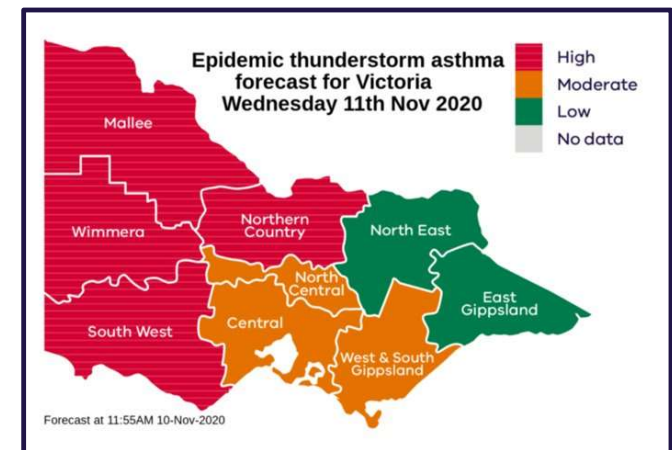 Epidemic thunderstorm asthma
forecast for Victoria
Wednesday 11th Nov 2020
High
Moderate
Low
No data
Mallee
Wimmera
Northern
Country
North East
North
Central
East
Gippsland
South West
Central
West & South
Gippsland
Forecast at 11:55AM 10-Nov-2020